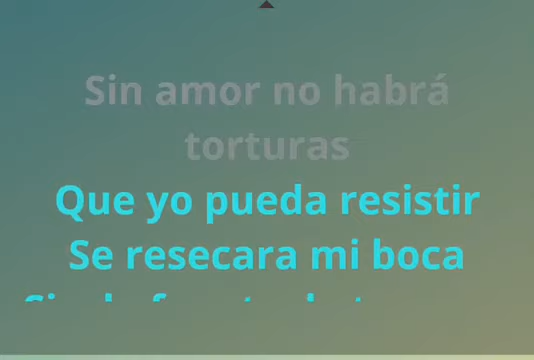 Sin amor no habrá
torturas
Que yo pueda resistir
Se resecara mi boca